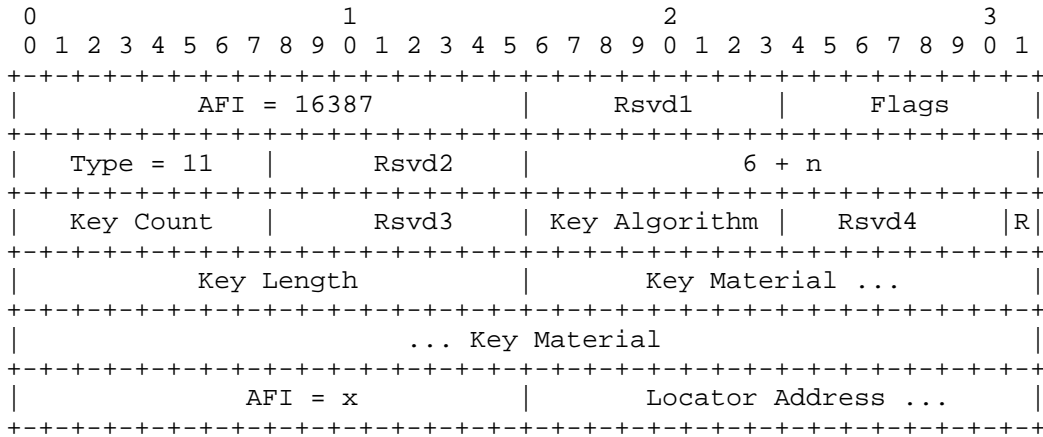 0                   1                   2                   3
 0 1 2 3 4 5 6 7 8 9 0 1 2 3 4 5 6 7 8 9 0 1 2 3 4 5 6 7 8 9 0 1
+-+-+-+-+-+-+-+-+-+-+-+-+-+-+-+-+-+-+-+-+-+-+-+-+-+-+-+-+-+-+-+-+
|           AFI = 16387         |     Rsvd1     |     Flags     |
+-+-+-+-+-+-+-+-+-+-+-+-+-+-+-+-+-+-+-+-+-+-+-+-+-+-+-+-+-+-+-+-+
|   Type = 11   |      Rsvd2    |             6 + n             |
+-+-+-+-+-+-+-+-+-+-+-+-+-+-+-+-+-+-+-+-+-+-+-+-+-+-+-+-+-+-+-+-+
|   Key Count   |      Rsvd3    | Key Algorithm |   Rsvd4     |R|
+-+-+-+-+-+-+-+-+-+-+-+-+-+-+-+-+-+-+-+-+-+-+-+-+-+-+-+-+-+-+-+-+
|           Key Length          |       Key Material ...        |
+-+-+-+-+-+-+-+-+-+-+-+-+-+-+-+-+-+-+-+-+-+-+-+-+-+-+-+-+-+-+-+-+
|                        ... Key Material                       |
+-+-+-+-+-+-+-+-+-+-+-+-+-+-+-+-+-+-+-+-+-+-+-+-+-+-+-+-+-+-+-+-+
|              AFI = x          |       Locator Address ...     |
+-+-+-+-+-+-+-+-+-+-+-+-+-+-+-+-+-+-+-+-+-+-+-+-+-+-+-+-+-+-+-+-+